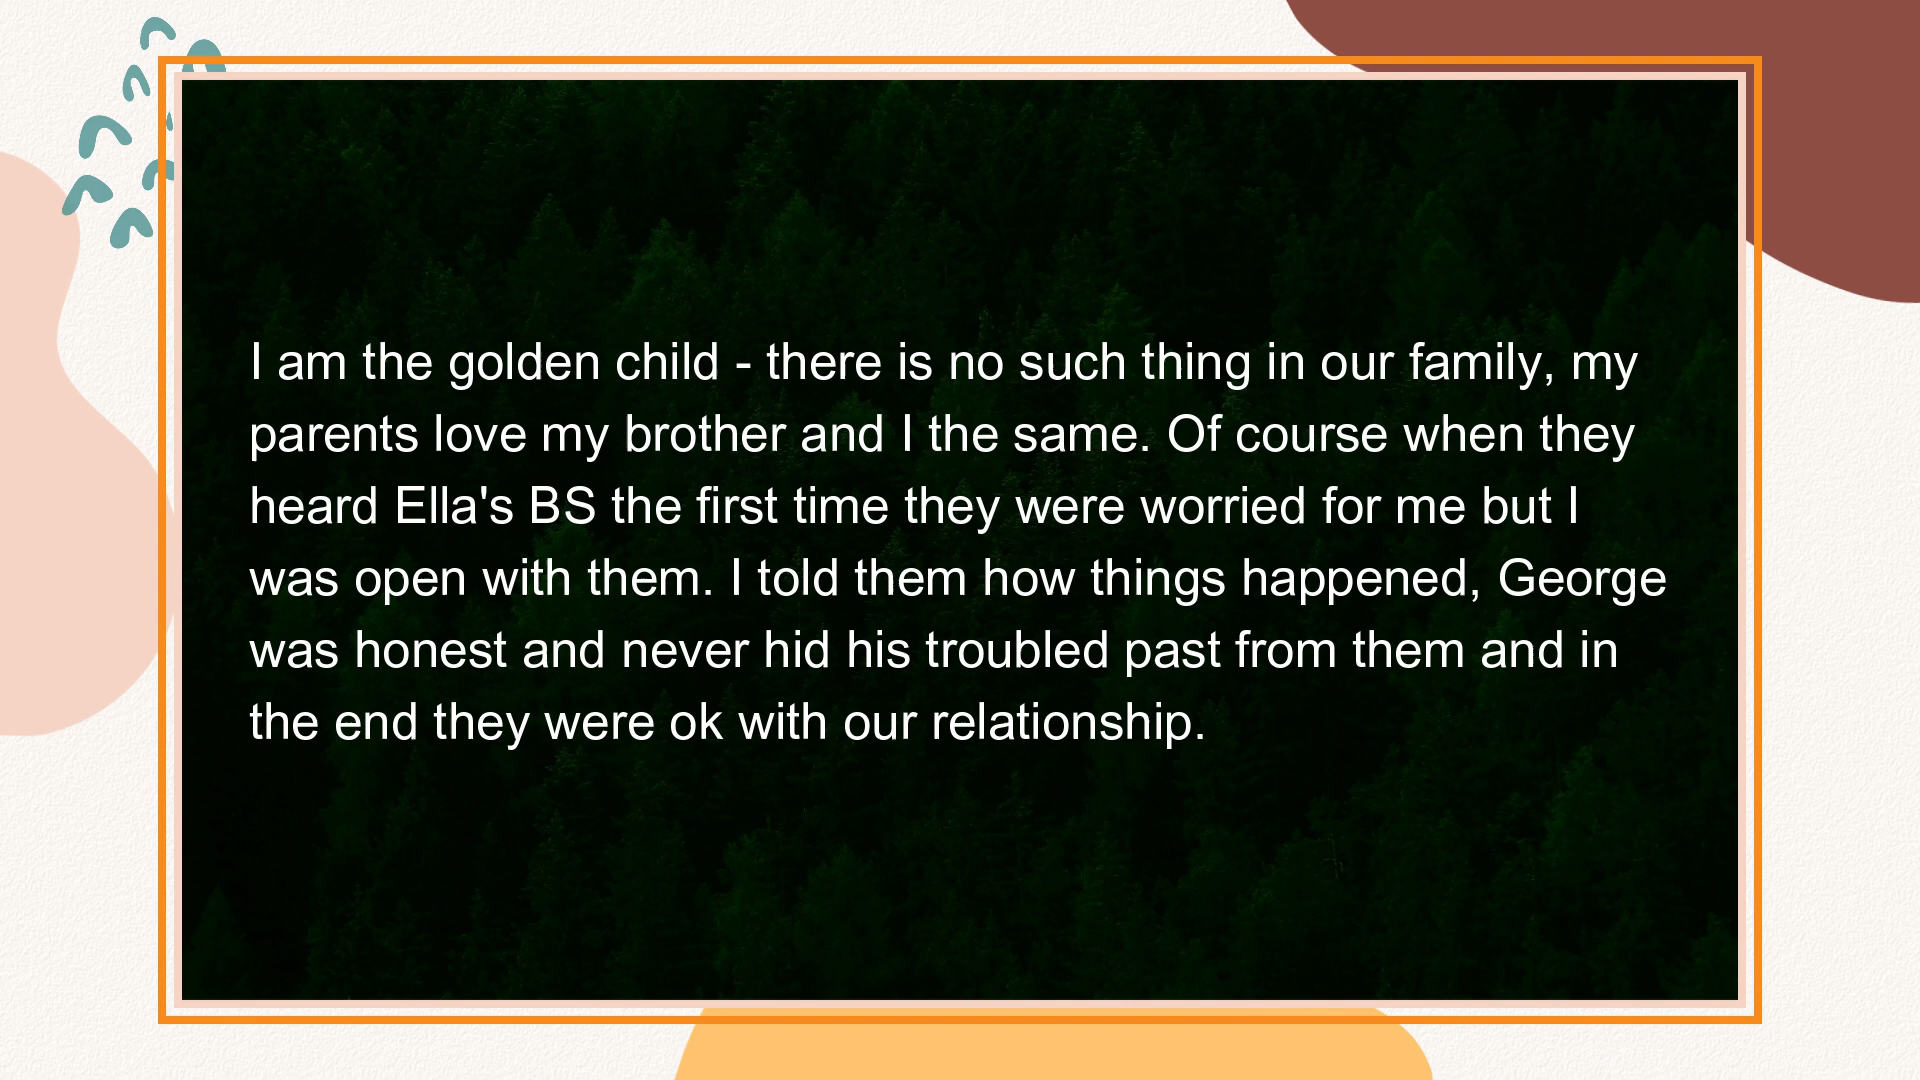 I am the golden child - there is no such thing in our family, my
parents love my brother and I the same. Of course when they
heard Ella's BS the first time they were worried for me but I
was open with them. I told them how things happened, George
was honest and never hid his troubled past from them and in
the end they were ok with our relationship.